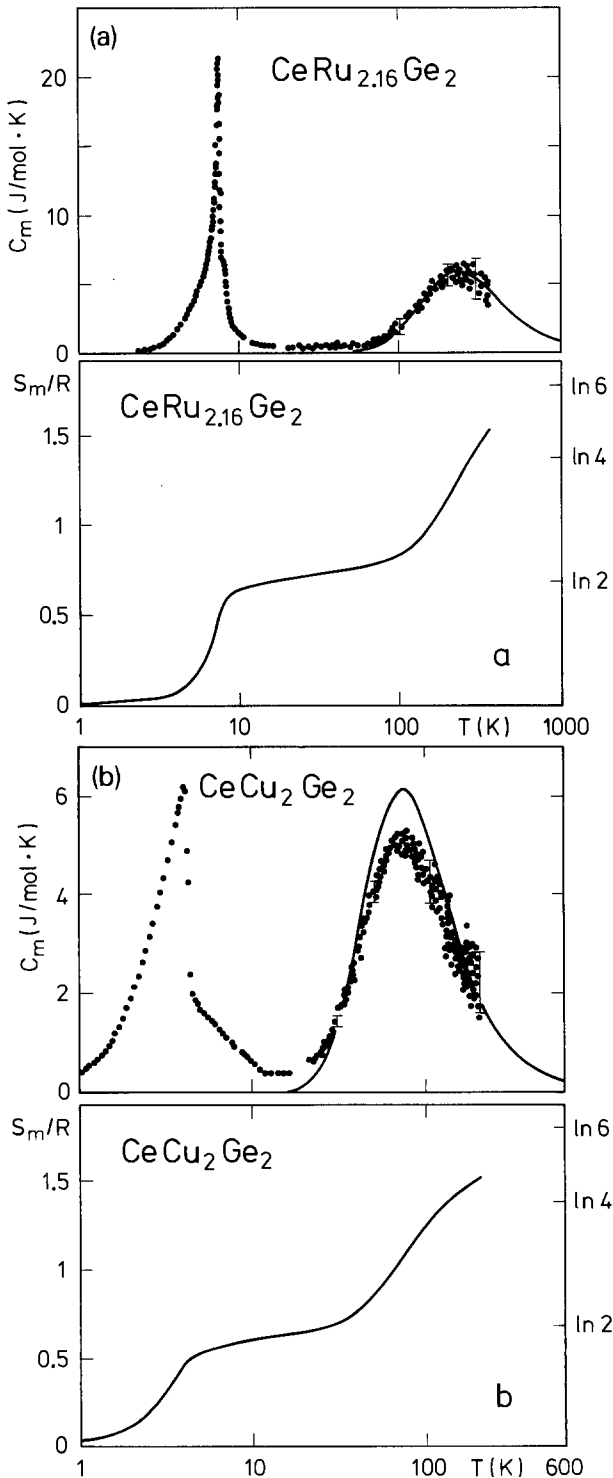 (a)
CeRu2.16Ge2
Cm (J/mol·K)
20
10
0
Sm/R
CeRu2.16Ge2
1.5
1
0.5
0
ln 6
ln 4
ln 2
a
1
10
100
T (K)
1000
(b)
CeCu2Ge2
Cm (J/mol·K)
6
4
2
0
Sm/R
CeCu2Ge2
1.5
1
0.5
0
ln 6
ln 4
ln 2
b
1
10
100
T (K)
600